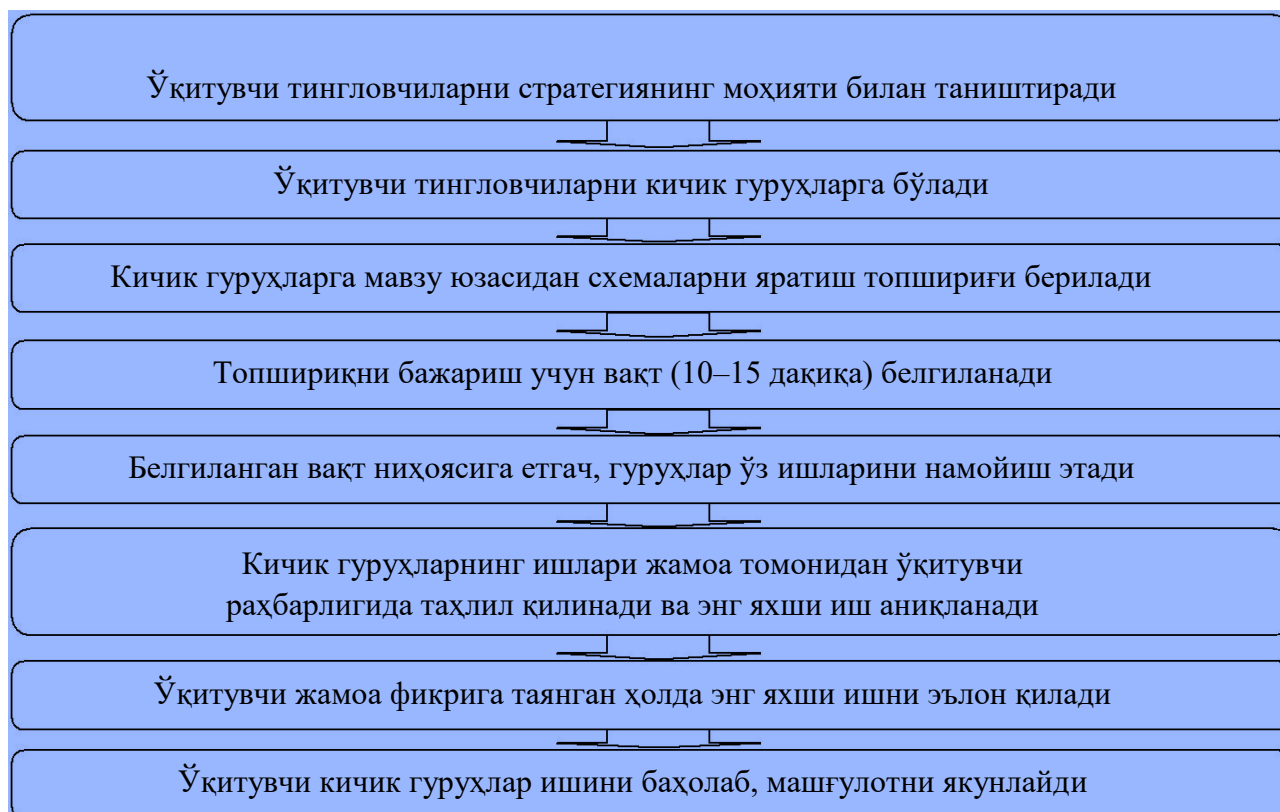 Ўқитувчи тингловчиларни стратегиянинг моҳияти билан таништиради
Ўқитувчи тингловчиларни кичик гуруҳларга бўлади
Кичик гуруҳларга мавзу юзасидан схемаларни яратиш топшириғи берилади
Топшириқни бажариш учун вақт (10–15 дақиқа) белгиланади
Белгиланган вақт ниҳоясига етгач, гуруҳлар ўз ишларини намойиш этади
Кичик гуруҳларнинг ишлари жамоа томонидан ўқитувчи
раҳбарлигида таҳлил қилинади ва энг яхши иш аниқланади
Ўқитувчи жамоа фикрига таянган ҳолда энг яхши ишни эълон қилади
Ўқитувчи кичик гуруҳлар ишини баҳолаб, машғулотни якунлайди